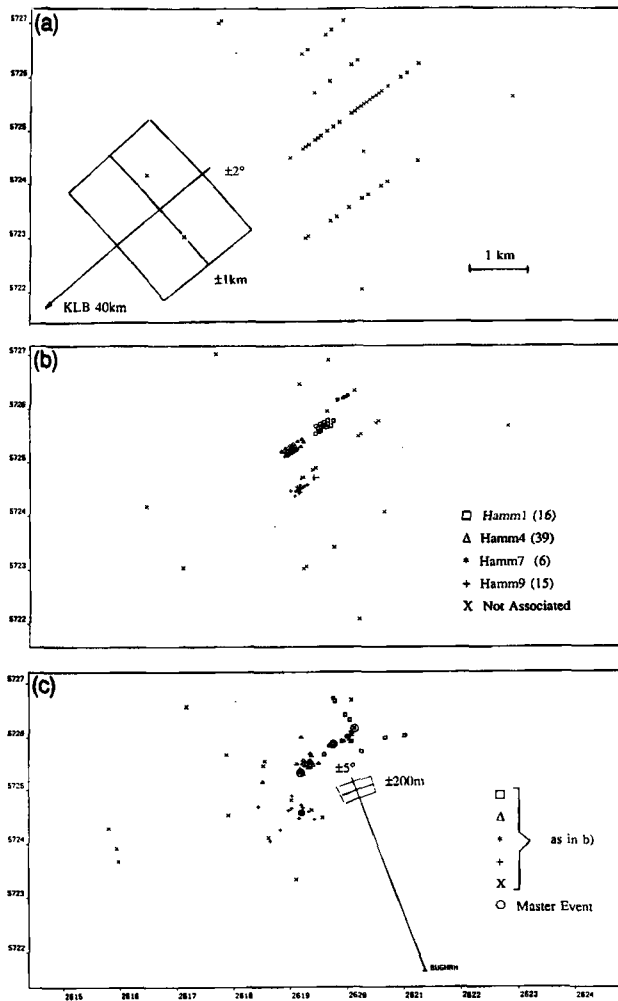 (a)
5727
5726
5725
5724
5723
5722
±2°
±1km
KLB 40km
1 km
(b)
5727
5726
5725
5724
5723
5722
Hamm1 (16)
Hamm4 (39)
Hamm7 (6)
Hamm9 (15)
X Not Associated
(c)
5727
5726
5725
5724
5723
5722
±5°
±200m
as in b)
Master Event
BUGHRH
2615 2616 2617 2618 2619 2620 2621 2622 2623 2624